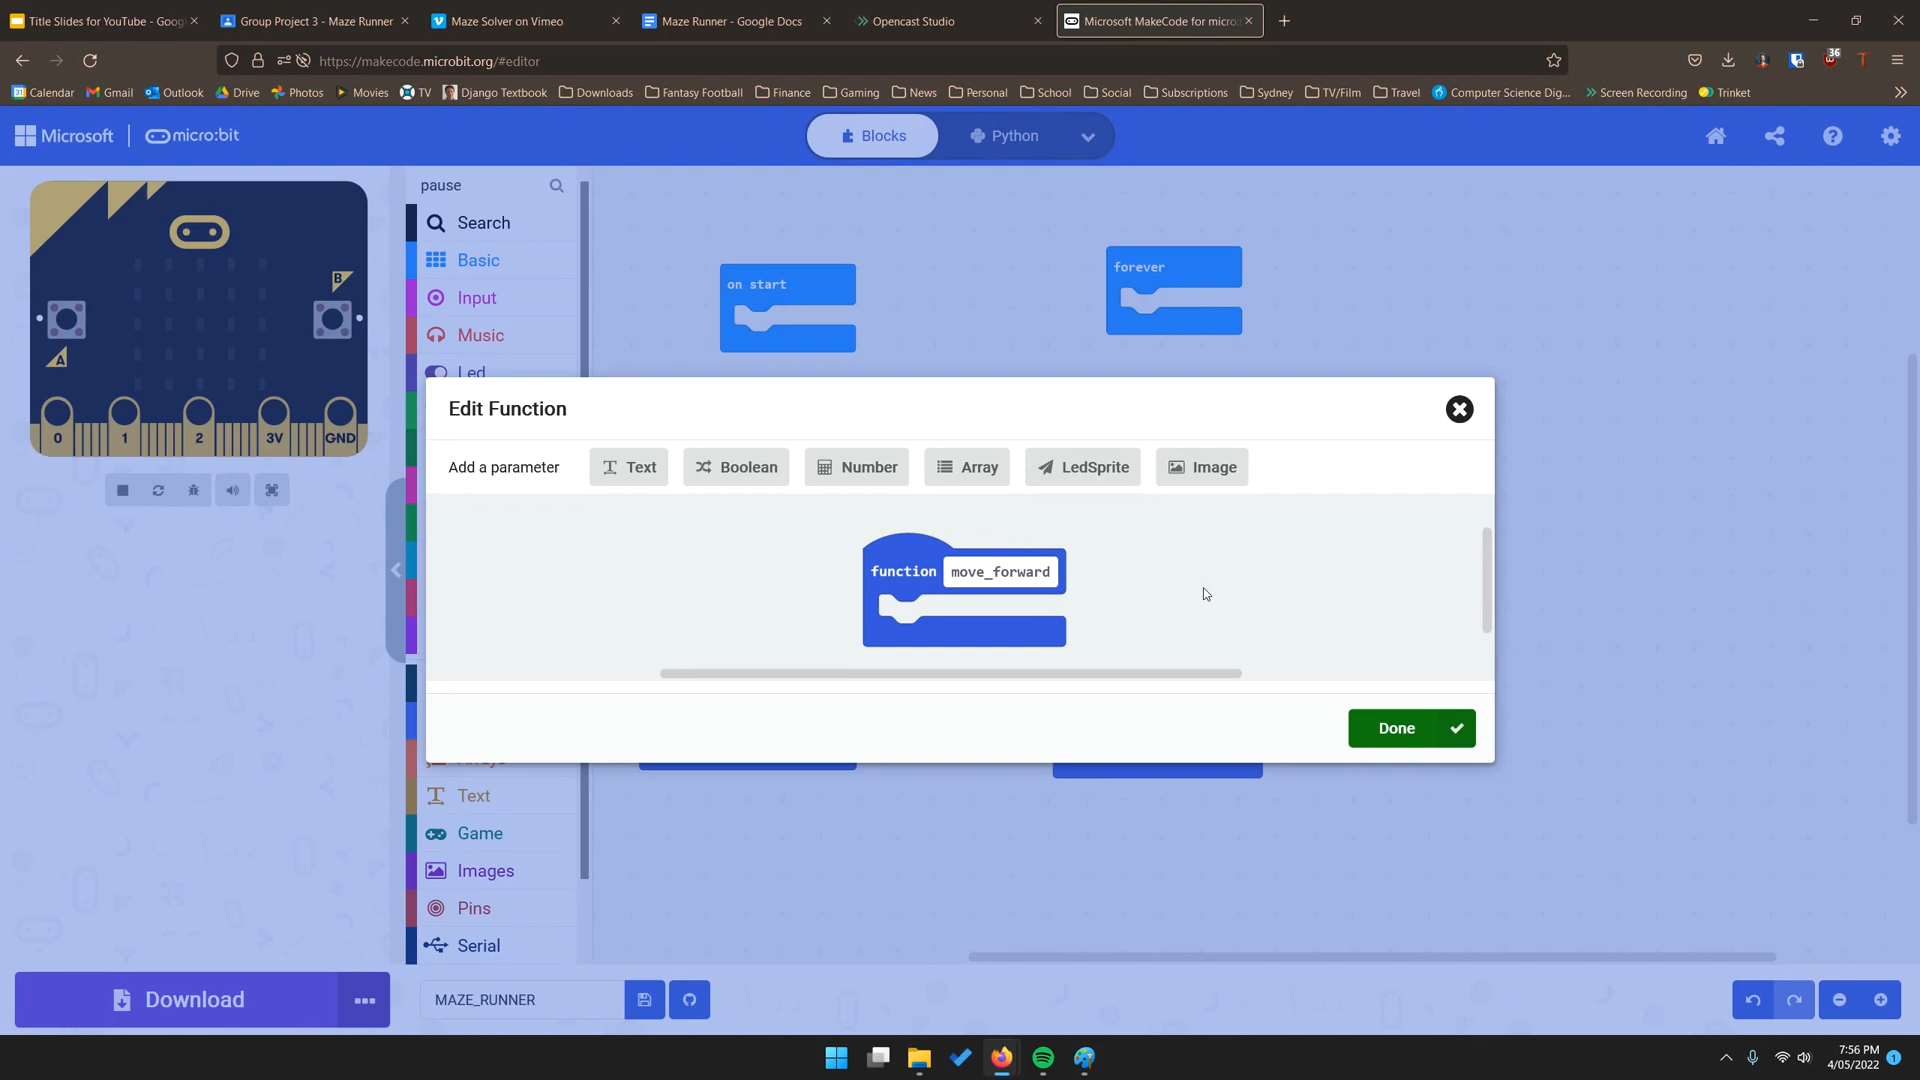 Title Slides for YouTube - Goog
Group Project 3 - Maze Runner
Maze Solver on Vimeo
Maze Runner - Google Docs
Opencast Studio
Microsoft MakeCode for micro:
https://makecode.microbit.org/#editor
36
Calendar
Gmail
Outlook
Drive
Photos
Movies
TV
Django Textbook
Downloads
Fantasy Football
Finance
Gaming
News
Personal
School
Social
Subscriptions
Sydney
TV/Film
Travel
Computer Science Dig...
Screen Recording
Trinket
Microsoft
micro:bit
Blocks
Python
pause
Search
Basic
Input
Music
Led
B
A
0
1
2
3V
GND
on start
forever
Edit Function
Add a parameter
Text
Boolean
Number
Array
LedSprite
Image
function move_forward
Done
Text
Game
Images
Pins
Serial
Download
MAZE_RUNNER
7:56 PM
4/05/2022
1